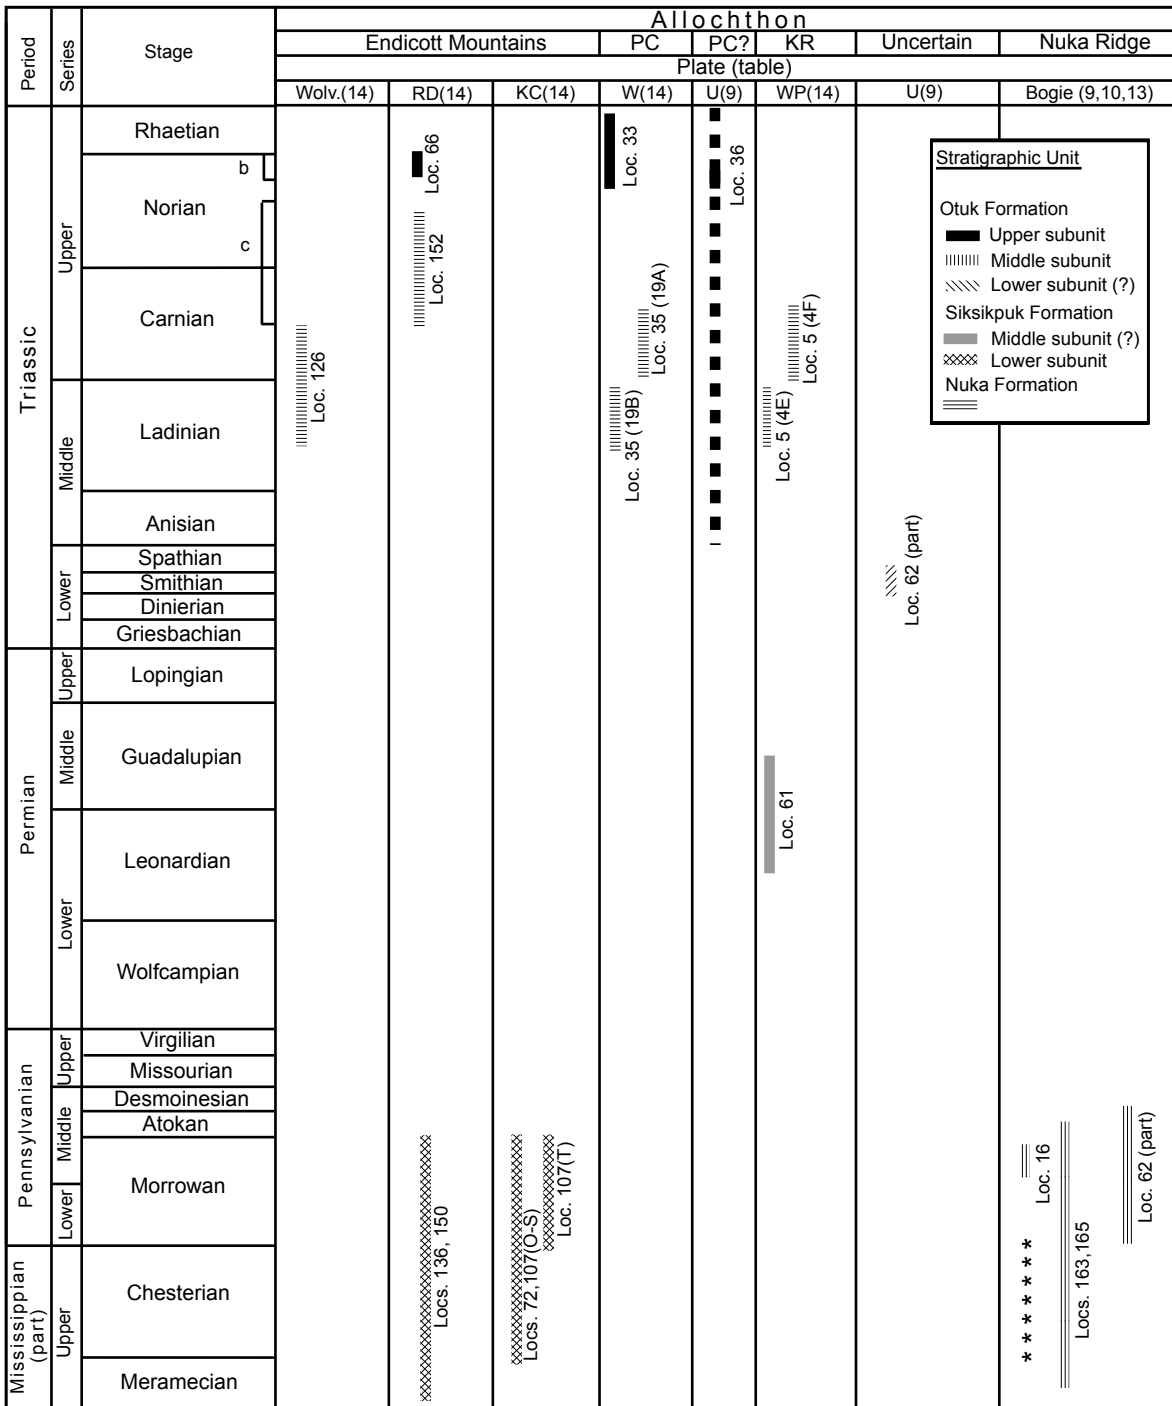 Allochthon
Period
Series
Stage
Endicott Mountains
PC
PC?
KR
Uncertain
Nuka Ridge
Plate (table)
Wolv.(14)
RD(14)
KC(14)
W(14)
U(9)
WP(14)
U(9)
Bogie (9,10,13)
Triassic
Upper
Rhaetian
b
Norian
c
Carnian
Middle
Ladinian
Anisian
Lower
Spathian
Smithian
Dinierian
Griesbachian
Permian
Upper
Lopingian
Middle
Guadalupian
Lower
Leonardian
Wolfcampian
Pennsylvanian
Upper
Virgilian
Missourian
Middle
Desmoinesian
Atokan
Lower
Morrowan
Mississippian
(part)
Upper
Chesterian
Meramecian
Loc. 126
Loc. 66
Loc. 152
Locs. 136, 150
Locs. 72,107(O-S)
Loc. 107(T)
Loc. 33
Loc. 35 (19A)
Loc. 35 (19B)
Loc. 36
Loc. 5 (4F)
Loc. 5 (4E)
Loc. 61
Loc. 62 (part)
Loc. 16
* * * * * * *
Locs. 163,165
Loc. 62 (part)
Stratigraphic Unit
Otuk Formation
Upper subunit
Middle subunit
Lower subunit (?)
Siksikpuk Formation
Middle subunit (?)
Lower subunit
Nuka Formation